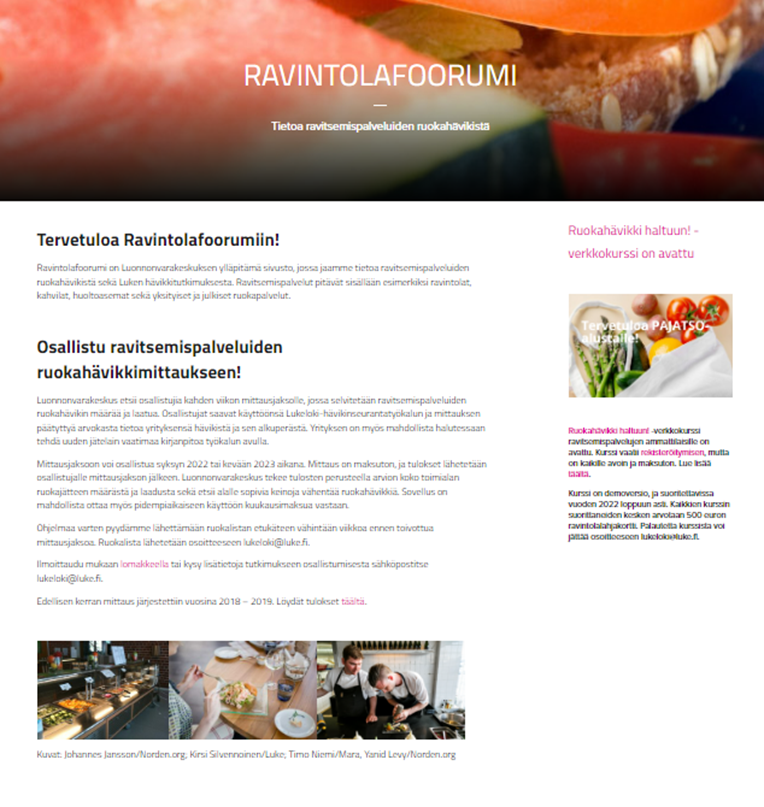 RAVINTOLAFOORUMI
Tietoa ravitsemispalveluiden ruokahävikistä
Tervetuloa Ravintolafoorumiin!
Ravintolafoorumi on Luonnonvarakeskuksen ylläpitämä sivusto, jossa jaamme tietoa ravitsemispalveluiden
ruokahävikistä sekä Luken hävikkitutkimuksesta. Ravitsemispalvelut pitävät sisällään esimerkiksi ravintolat,
kahvilat, huoltoasemat sekä yksityiset ja julkiset ruokapalvelut.
Osallistu ravitsemispalveluiden
ruokahävikkimittaukseen!
Luonnonvarakeskus etsii osallistujia kahden viikon mittausjaksolle, jossa selvitetään ravitsemispalveluiden
ruokahävikin määrää ja laatua. Osallistujat saavat käyttöönsä Lukeloki-hävikinseurantatyökalun ja mittauksen
päätyttyä arvokasta tietoa yrityksensä hävikistä ja sen alkuperästä. Yrityksen on myös mahdollista halutessaan
tehdä uuden jätelain vaatimaa kirjanpitoa työkalun avulla.
Mittausjaksoon voi osallistua syksyn 2022 tai kevään 2023 aikana. Mittaus on maksuton, ja tulokset lähetetään
osallistujalle mittausjakson jälkeen. Luonnonvarakeskus tekee tulosten perusteella arvion koko toimialan
ruokajätteen määrästä ja laadusta sekä etsii alalle sopivia keinoja vähentää ruokahävikkiä. Sovellus on
mahdollista ottaa myös pidempiaikaiseen käyttöön kuukausimaksua vastaan.
Ohjelmaa varten pyydämme lähettämään ruokalistan etukäteen vähintään viikkoa ennen toivottua
mittausjaksoa. Ruokalista lähetetään osoitteeseen lukeloki@luke.fi.
Ilmoittaudu mukaan lomakkeella tai kysy lisätietoja tutkimukseen osallistumisesta sähköpostitse
lukeloki@luke.fi.
Edellisen kerran mittaus järjestettiin vuosina 2018 – 2019. Löydät tulokset täältä.
Kuvat: Johannes Jansson/Norden.org, Kirsi Silvennoinen/Luke, Timo Niemi/Mara, Yanid Levy/Norden.org
Ruokahävikki haltuun! -
verkkokurssi on avattu
Tervetuloa PAJATSO-
alustalle!
Ruokahävikki haltuun! -verkkokurssi
ravitsemispalvelujen ammattilaisille on
avattu. Kurssi vaatii rekisteröitymisen, mutta
on kaikille avoin ja maksuton. Lue lisää
täältä.
Kurssi on demoversio, ja suoritettavissa
vuoden 2022 loppuun asti. Kaikkien kurssin
suorittaneiden kesken arvotaan 500 euron
ravintolalahjakortti. Palautetta kurssista voi
jättää osoitteeseen lukeloki@luke.fi.